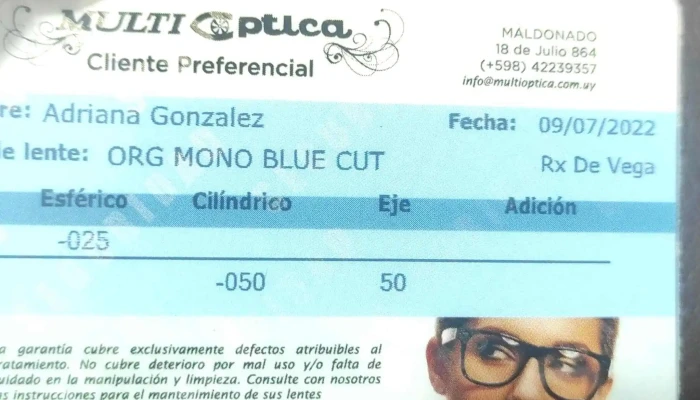 MULTI Optica
Cliente Preferencial
MALDONADO
18 de Julio 864
(+598) 42239357
info@multioptica.com.uy
re: Adriana Gonzalez Fecha: 09/07/2022
e lente: ORG MONO BLUE CUT Rx De Vega
Esférico Cilíndrico Eje Adición
-025
-050 50
a garantía cubre exclusivamente defectos atribuibles al
ratamiento. No cubre deterioro por mal uso y/o falta de
uidado en la manipulación y limpieza. Consulte con nosotros
as instrucciones para el mantenimiento de sus lentes